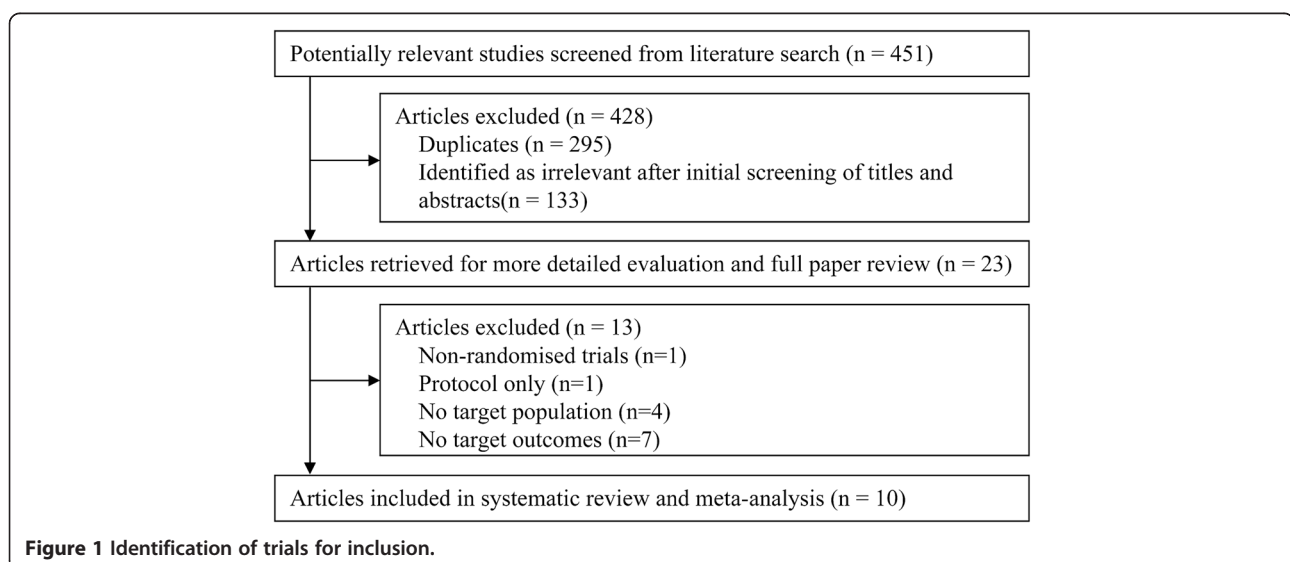 Potentially relevant studies screened from literature search (n = 451)
Articles excluded (n = 428)
Duplicates (n = 295)
Identified as irrelevant after initial screening of titles and
abstracts(n = 133)
Articles retrieved for more detailed evaluation and full paper review (n = 23)
Articles excluded (n = 13)
Non-randomised trials (n=1)
Protocol only (n=1)
No target population (n=4)
No target outcomes (n=7)
Articles included in systematic review and meta-analysis (n = 10)
Figure 1 Identification of trials for inclusion.